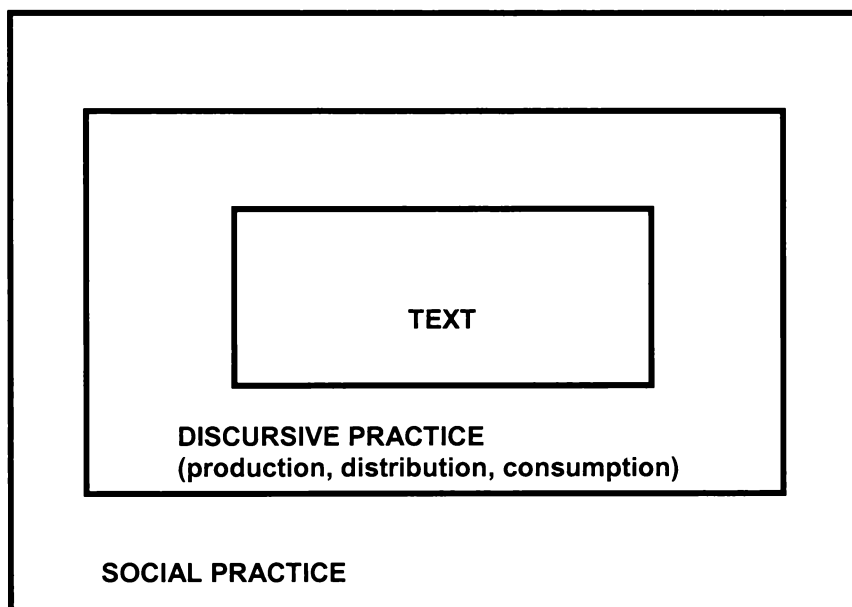 TEXT
DISCURSIVE PRACTICE
(production, distribution, consumption)
SOCIAL PRACTICE